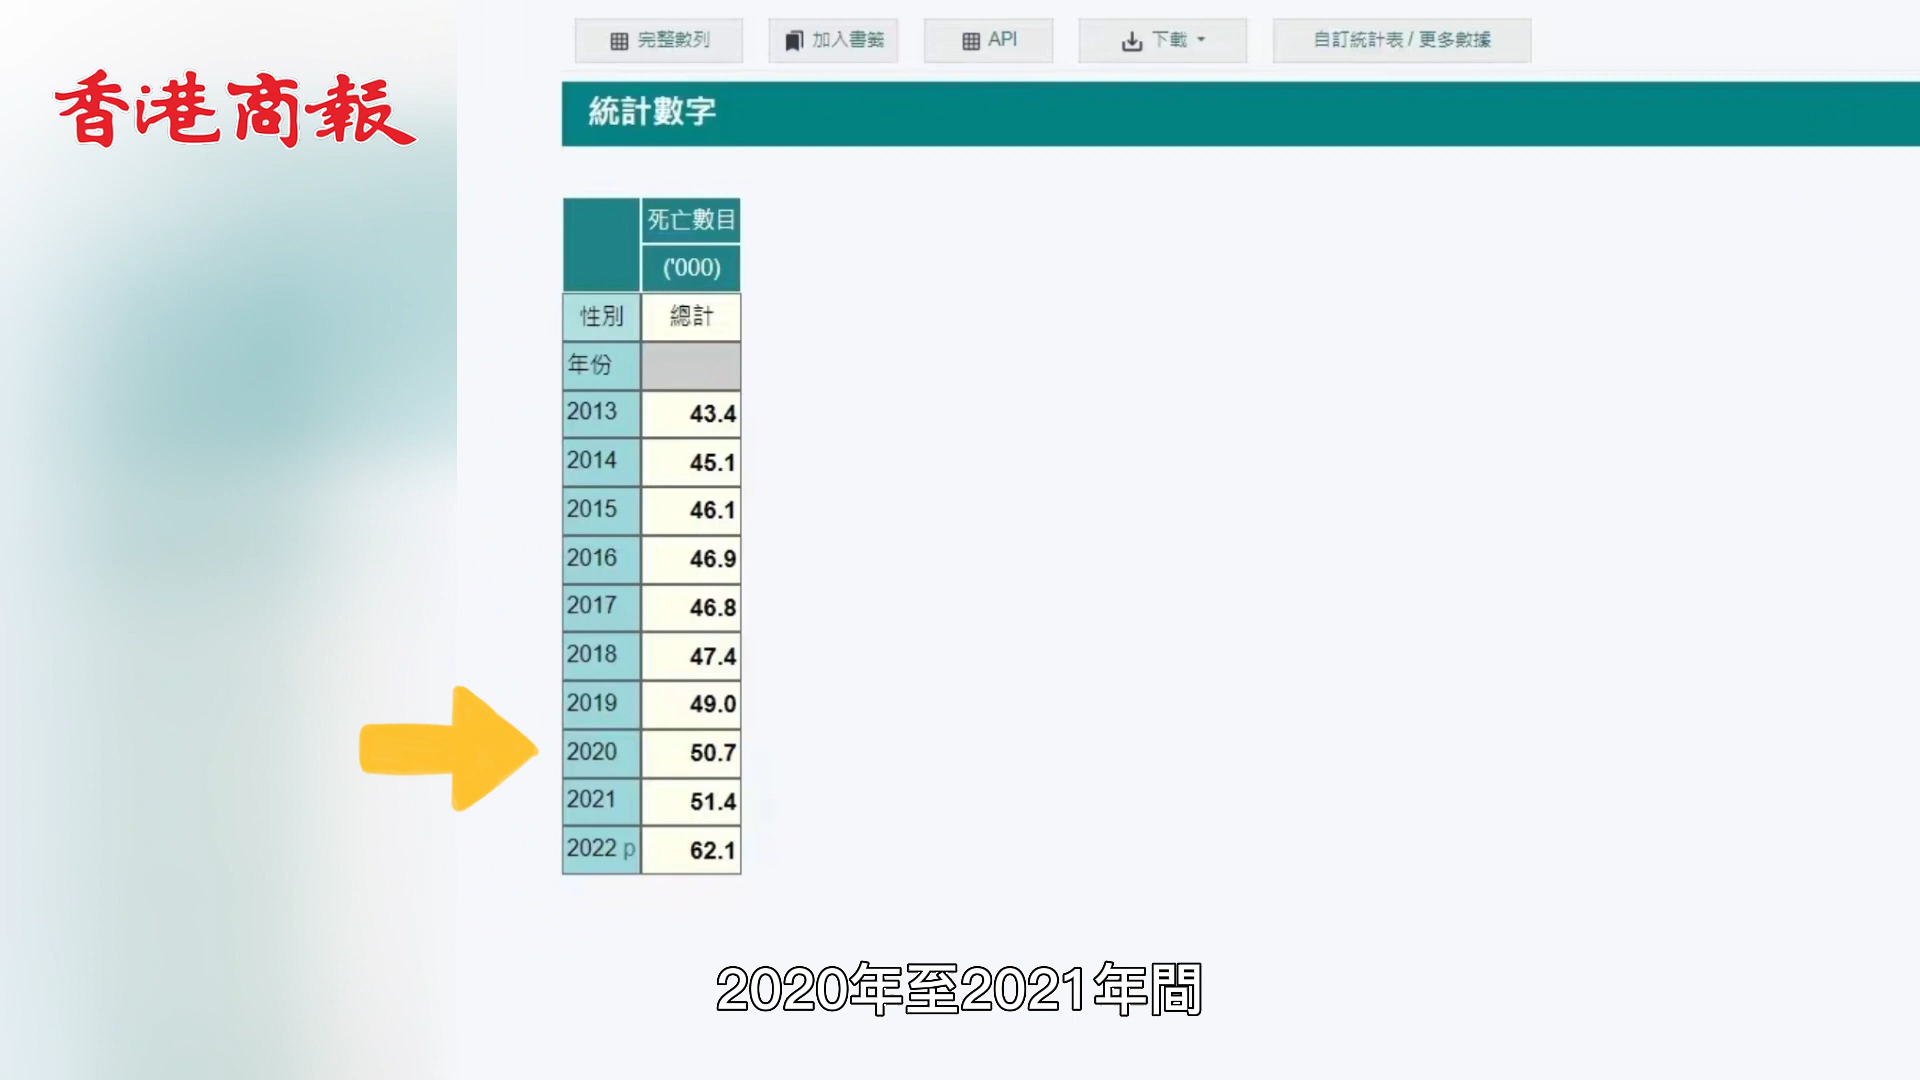 完整數列 加入書籤 API 下載 自訂統計表 / 更多數據
香港商報
統計數字
死亡數目
('000)
性別 總計
年份
2013 43.4
2014 45.1
2015 46.1
2016 46.9
2017 46.8
2018 47.4
2019 49.0
2020 50.7
2021 51.4
2022 p 62.1
2020年至2021年間